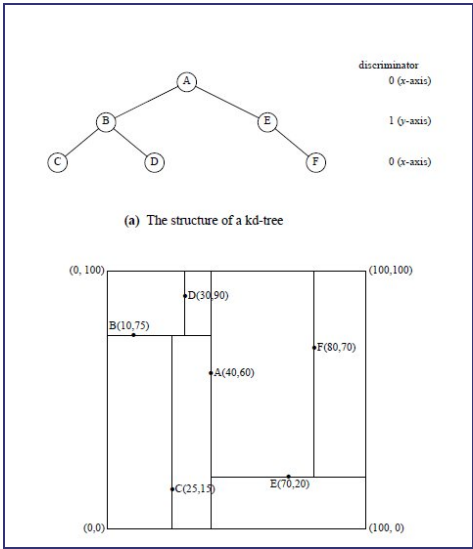 discriminator
A
0 (x-axis)
B
E
1 (y-axis)
C
D
F
0 (x-axis)
(a) The structure of a kd-tree
(0, 100)
(100,100)
D(30,90)
B(10,75)
F(80,70)
A(40,60)
C(25,15)
E(70,20)
(0,0)
(100, 0)